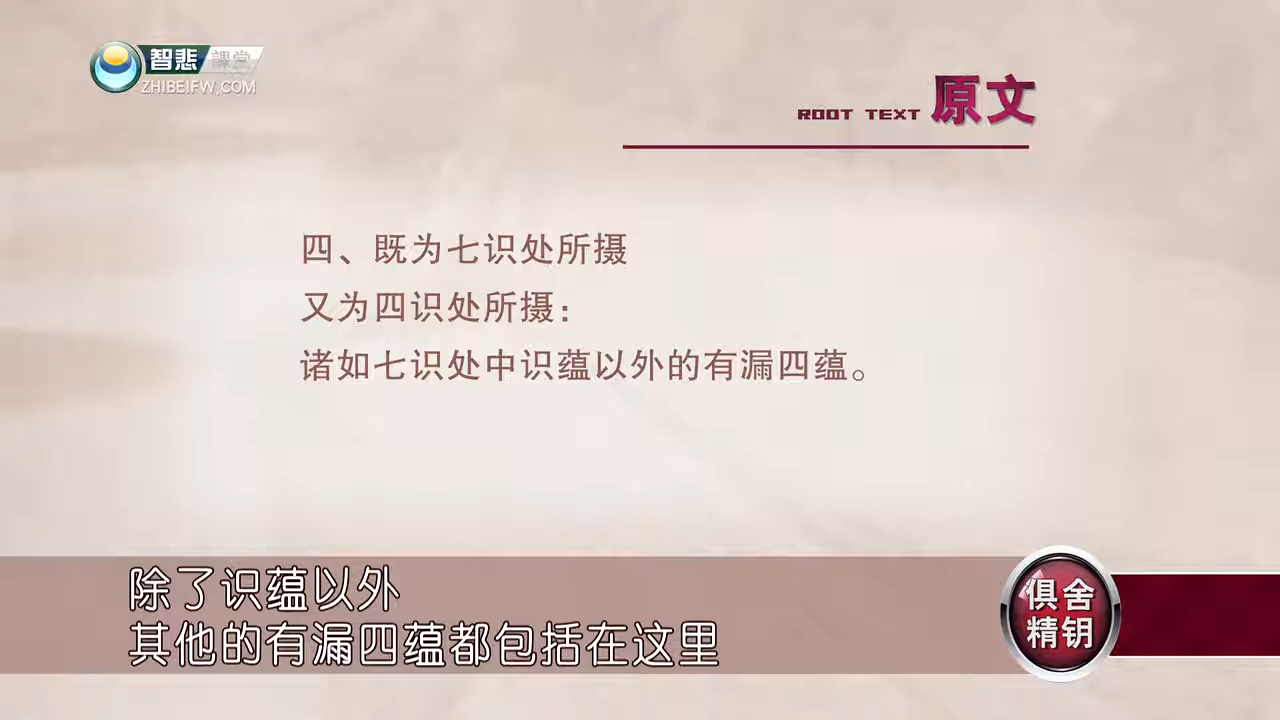 智悲课堂
ZHIBEIFW.COM
ROOT TEXT 原文
四、既为七识处所摄
又为四识处所摄：
诸如七识处中识蕴以外的有漏四蕴。
除了识蕴以外
其他的有漏四蕴都包括在这里
俱舍
精钥